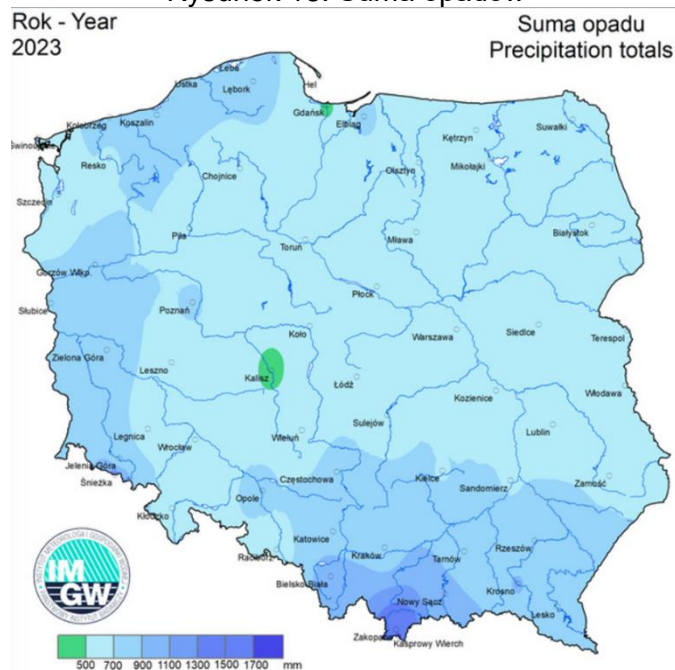 Rysunek 16. Suma opadów
Rok - Year
2023
Suma opadu
Precipitation totals
Łeba
Hel
Ustka
Lębork
Gdańsk
Elbląg
Kołobrzeg
Koszalin
Kętrzyn
Suwałki
Resko
Chojnice
Olsztyn
Mikołajki
Szczecin
Piła
Toruń
Mława
Białystok
Gorzów Wlkp.
Słubice
Poznań
Płock
Koło
Warszawa
Siedlce
Terespol
Zielona Góra
Leszno
Kalisz
Łódź
Kozienice
Włodawa
Legnica
Wrocław
Wieluń
Sulejów
Lublin
Jelenia Góra
Śnieżka
Częstochowa
Kielce
Sandomierz
Zamość
Opole
Kłodzko
Katowice
Kraków
Tarnów
Rzeszów
Racibórz
Bielsko-Biała
Nowy Sącz
Krosno
Lesko
Zakopane
Kasprowy Wierch
IMGW
500 700 900 1100 1300 1500 1700 mm